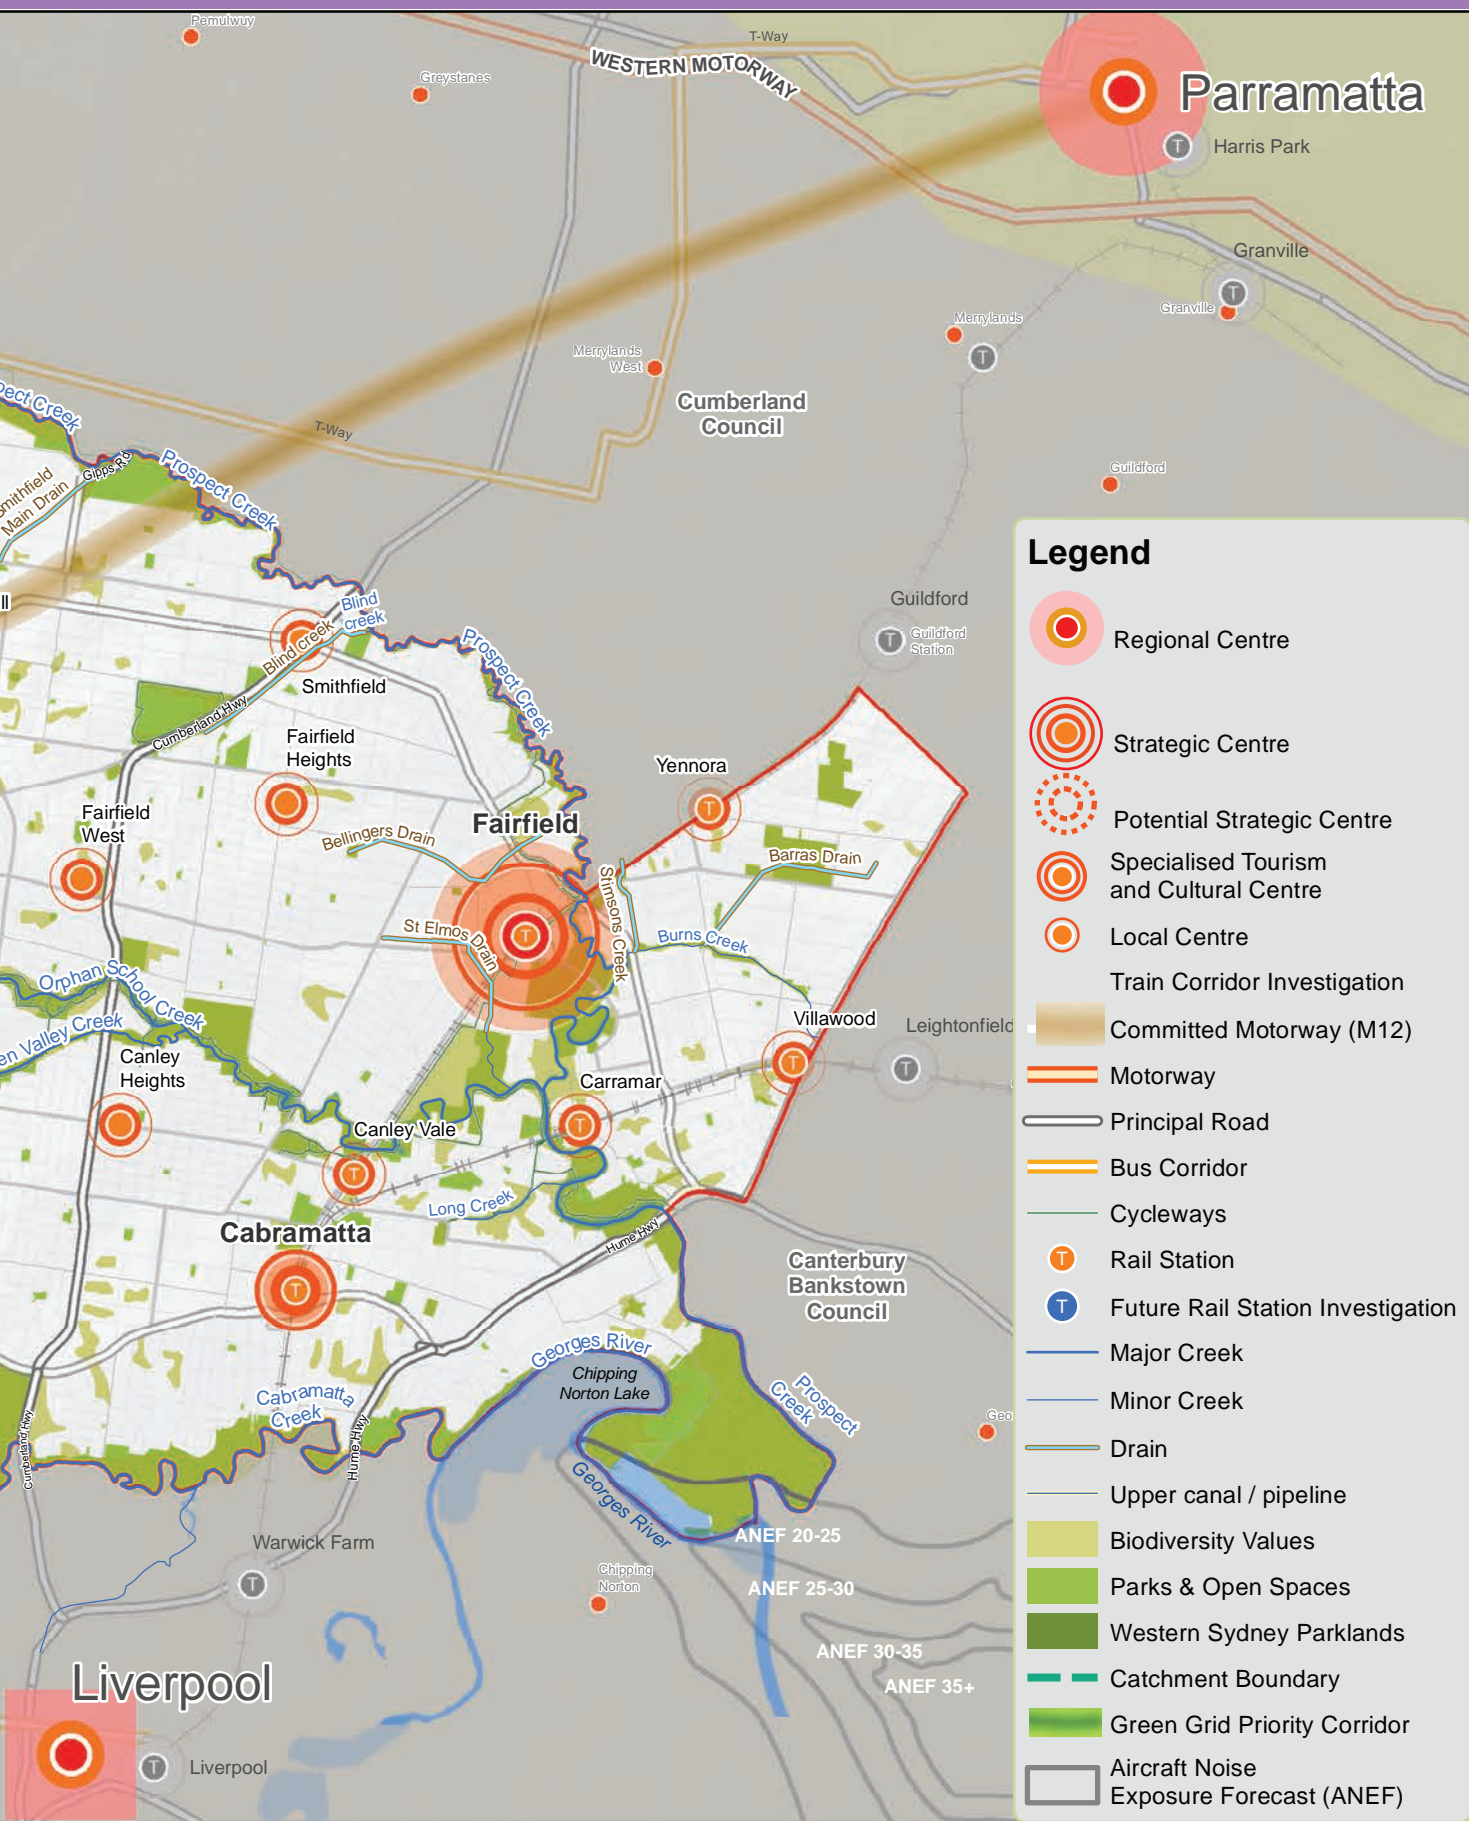 Pemulwuy
Greystanes
T-Way
WESTERN MOTORWAY
Parramatta
T
Harris Park
Granville
T
Granville
Merrylands
T
Merrylands
West
Cumberland
Council
T-Way
Guildford
Prospect Creek
Gipps Rd
Smithfield
Main Drain
Guildford
T
Guildford
Station
Blind
creek
Blind creek
Prospect Creek
Smithfield
Cumberland Hwy
Fairfield
Heights
Yennora
T
Fairfield
West
Fairfield
Bellingers Drain
Barras Drain
T
St Elmos Drain
Stimsons Creek
Burns Creek
Orphan School Creek
Villawood
T
Leightonfield
T
Canley
Heights
Carramar
T
Canley Vale
T
Long Creek
Cabramatta
T
Hume Hwy
Canterbury
Bankstown
Council
Georges River
Chipping
Norton Lake
Prospect
Creek
Cabramatta
Creek
Cumberland Hwy
Hume Hwy
Georges River
ANEF 20-25
ANEF 25-30
ANEF 30-35
ANEF 35+
Warwick Farm
T
Chipping
Norton
Liverpool
T
Liverpool
Legend
Regional Centre
Strategic Centre
Potential Strategic Centre
Specialised Tourism
and Cultural Centre
Local Centre
Train Corridor Investigation
Committed Motorway (M12)
Motorway
Principal Road
Bus Corridor
Cycleways
T Rail Station
T Future Rail Station Investigation
Major Creek
Minor Creek
Drain
Upper canal / pipeline
Biodiversity Values
Parks & Open Spaces
Western Sydney Parklands
Catchment Boundary
Green Grid Priority Corridor
Aircraft Noise
Exposure Forecast (ANEF)